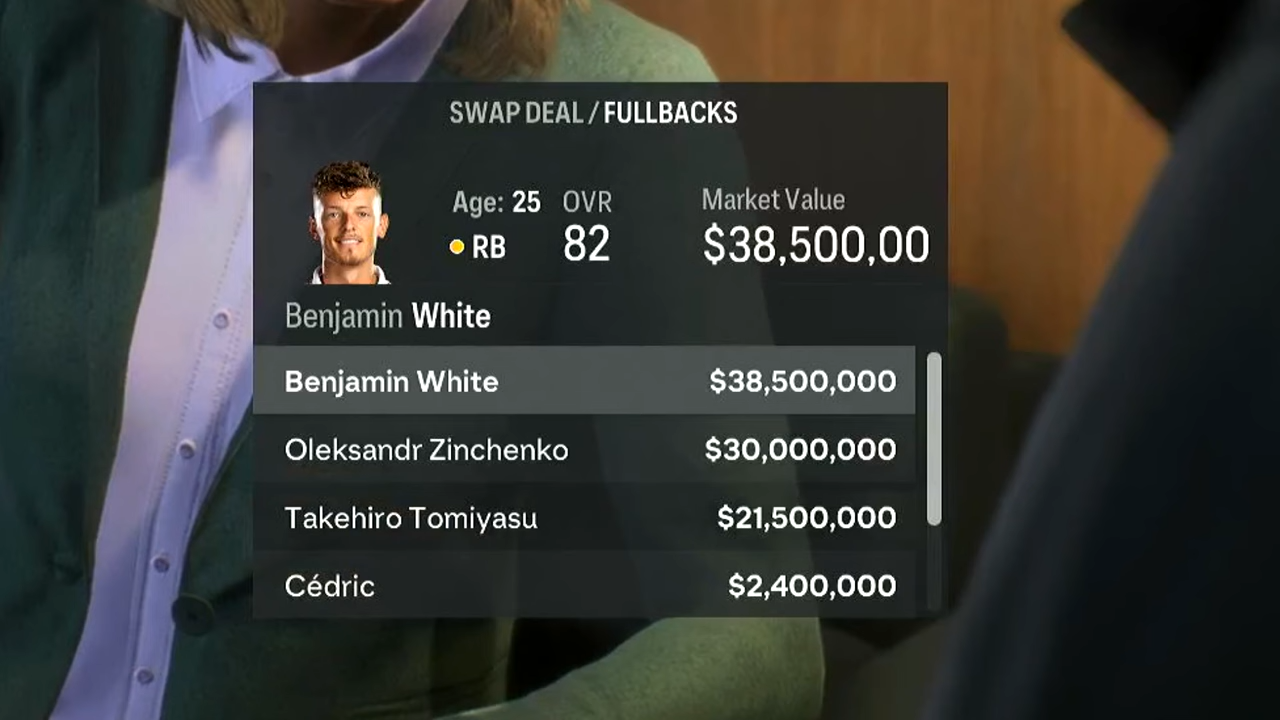 SWAP DEAL / FULLBACKS
Age: 25 OVR Market Value
RB 82 $38,500,00
Benjamin White
Benjamin White $38,500,000
Oleksandr Zinchenko $30,000,000
Takehiro Tomiyasu $21,500,000
Cédric $2,400,000